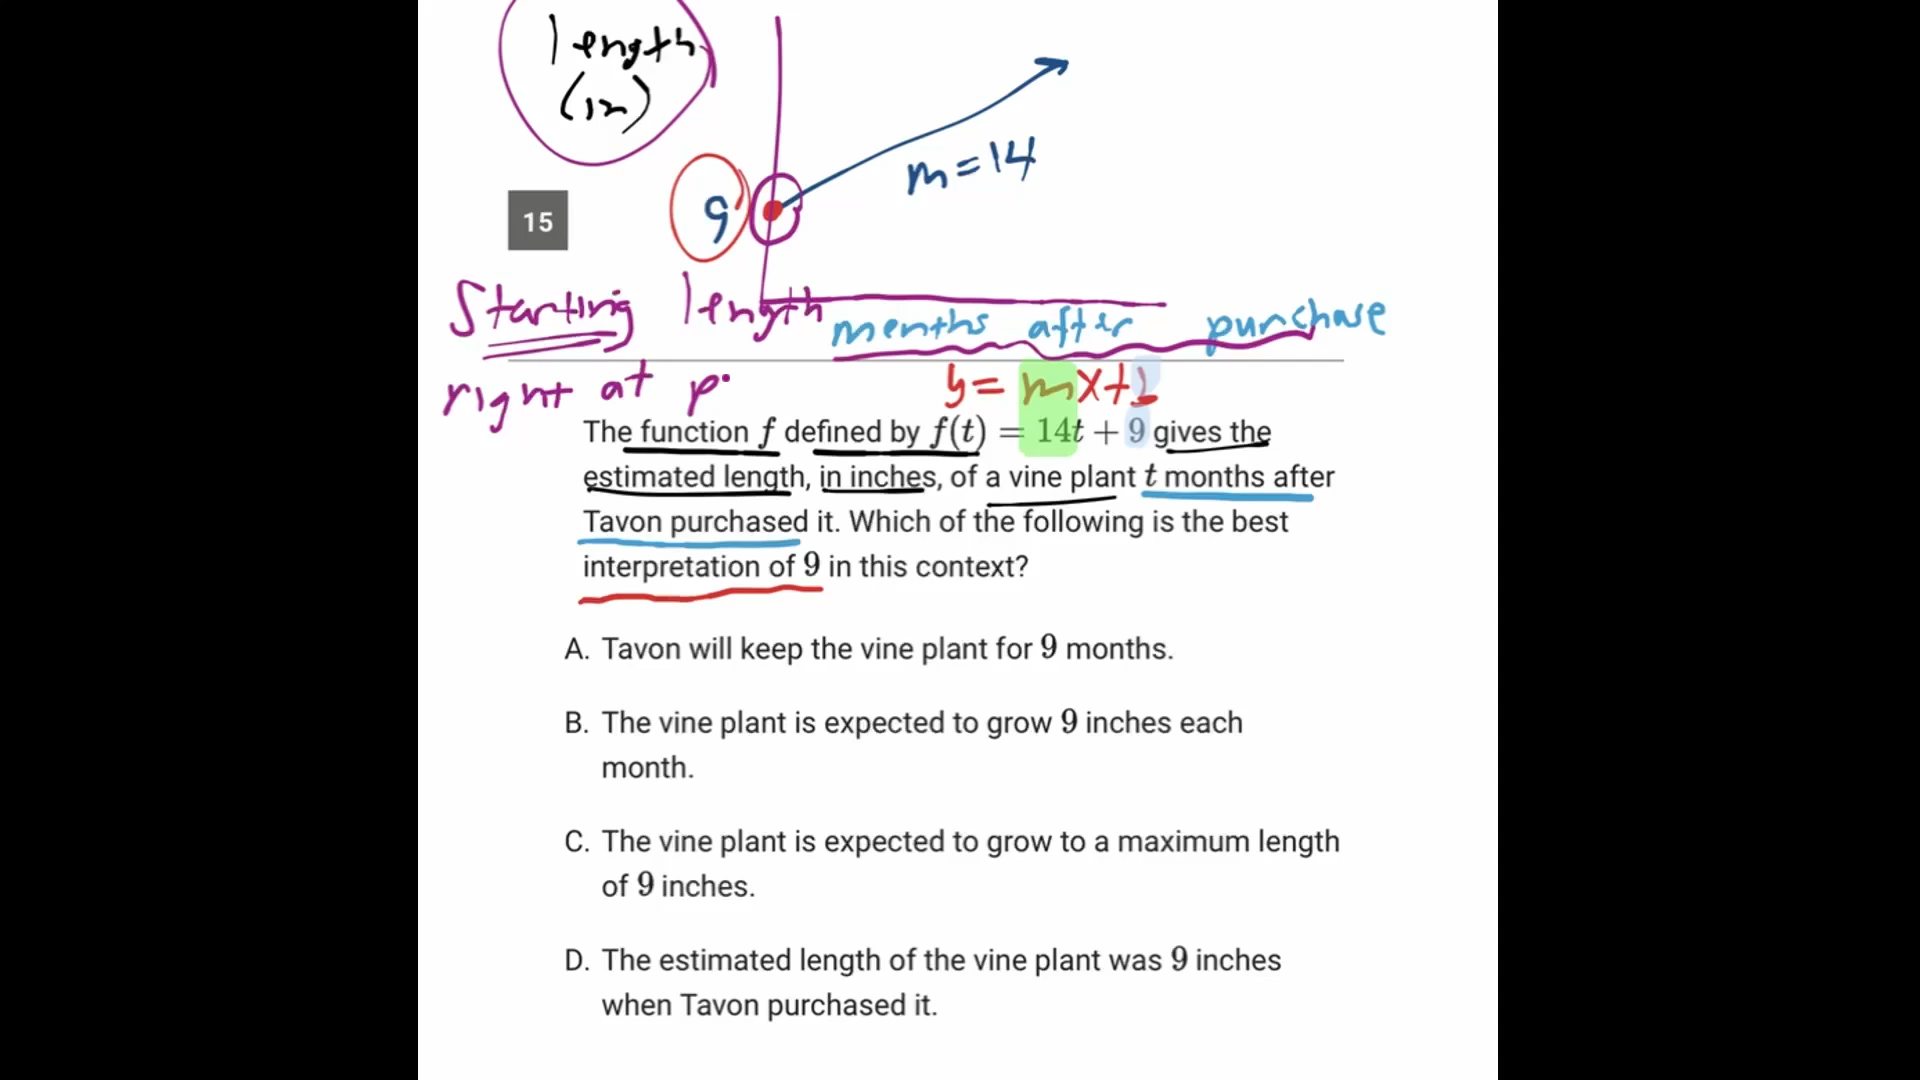 length
(in)
m=14
9
15
Starting length
months after purchase
right at p
y= mx+
The function f defined by f(t) = 14t + 9 gives the
estimated length, in inches, of a vine plant t months after
Tavon purchased it. Which of the following is the best
interpretation of 9 in this context?
A. Tavon will keep the vine plant for 9 months.
B. The vine plant is expected to grow 9 inches each
month.
C. The vine plant is expected to grow to a maximum length
of 9 inches.
D. The estimated length of the vine plant was 9 inches
when Tavon purchased it.